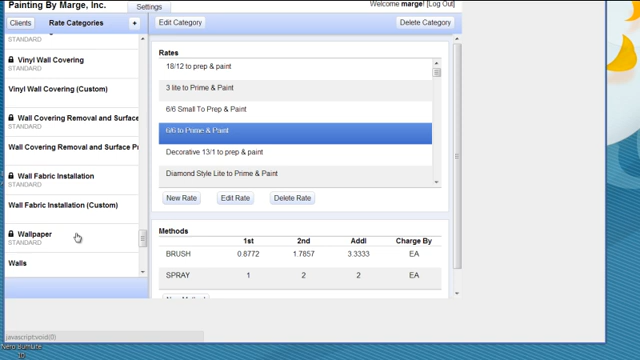 Painting By Marge, Inc.
Settings
Welcome marge! [Log Out]
Clients
Rate Categories
+
Edit Category
Delete Category
STANDARD
Vinyl Wall Covering
STANDARD
Vinyl Wall Covering (Custom)
Wall Covering Removal and Surface
STANDARD
Wall Covering Removal and Surface P
Wall Fabric Installation
STANDARD
Wall Fabric Installation (Custom)
Wallpaper
STANDARD
Walls
Rates
18/12 to prep & paint
3 lite to Prime & Paint
6/6 Small To Prep & Paint
6/6 to Prime & Paint
Decorative 13/1 to prep & paint
Diamond Style Lite to Prime & Paint
New Rate
Edit Rate
Delete Rate
Methods
1st 2nd Addl Charge By
BRUSH 0.8772 1.7857 3.3333 EA
SPRAY 1 2 2 EA
javascript:void(0)